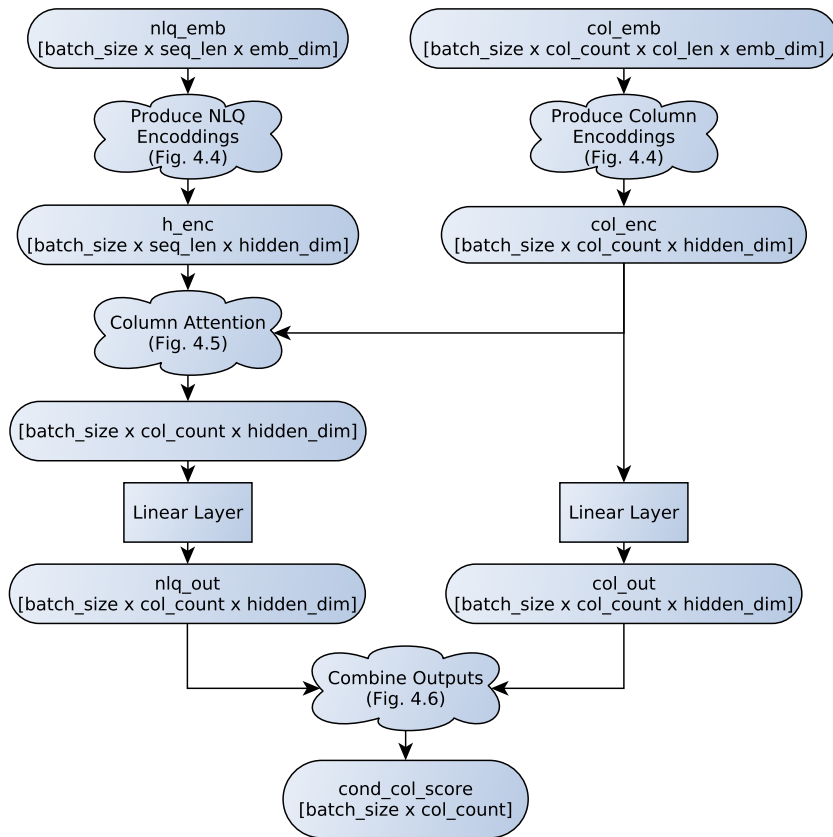 nlq_emb
[batch_size x seq_len x emb_dim]
col_emb
[batch_size x col_count x col_len x emb_dim]
Produce NLQ
Encoddings
(Fig. 4.4)
Produce Column
Encoddings
(Fig. 4.4)
h_enc
[batch_size x seq_len x hidden_dim]
col_enc
[batch_size x col_count x hidden_dim]
Column Attention
(Fig. 4.5)
[batch_size x col_count x hidden_dim]
Linear Layer
Linear Layer
nlq_out
[batch_size x col_count x hidden_dim]
col_out
[batch_size x col_count x hidden_dim]
Combine Outputs
(Fig. 4.6)
cond_col_score
[batch_size x col_count]